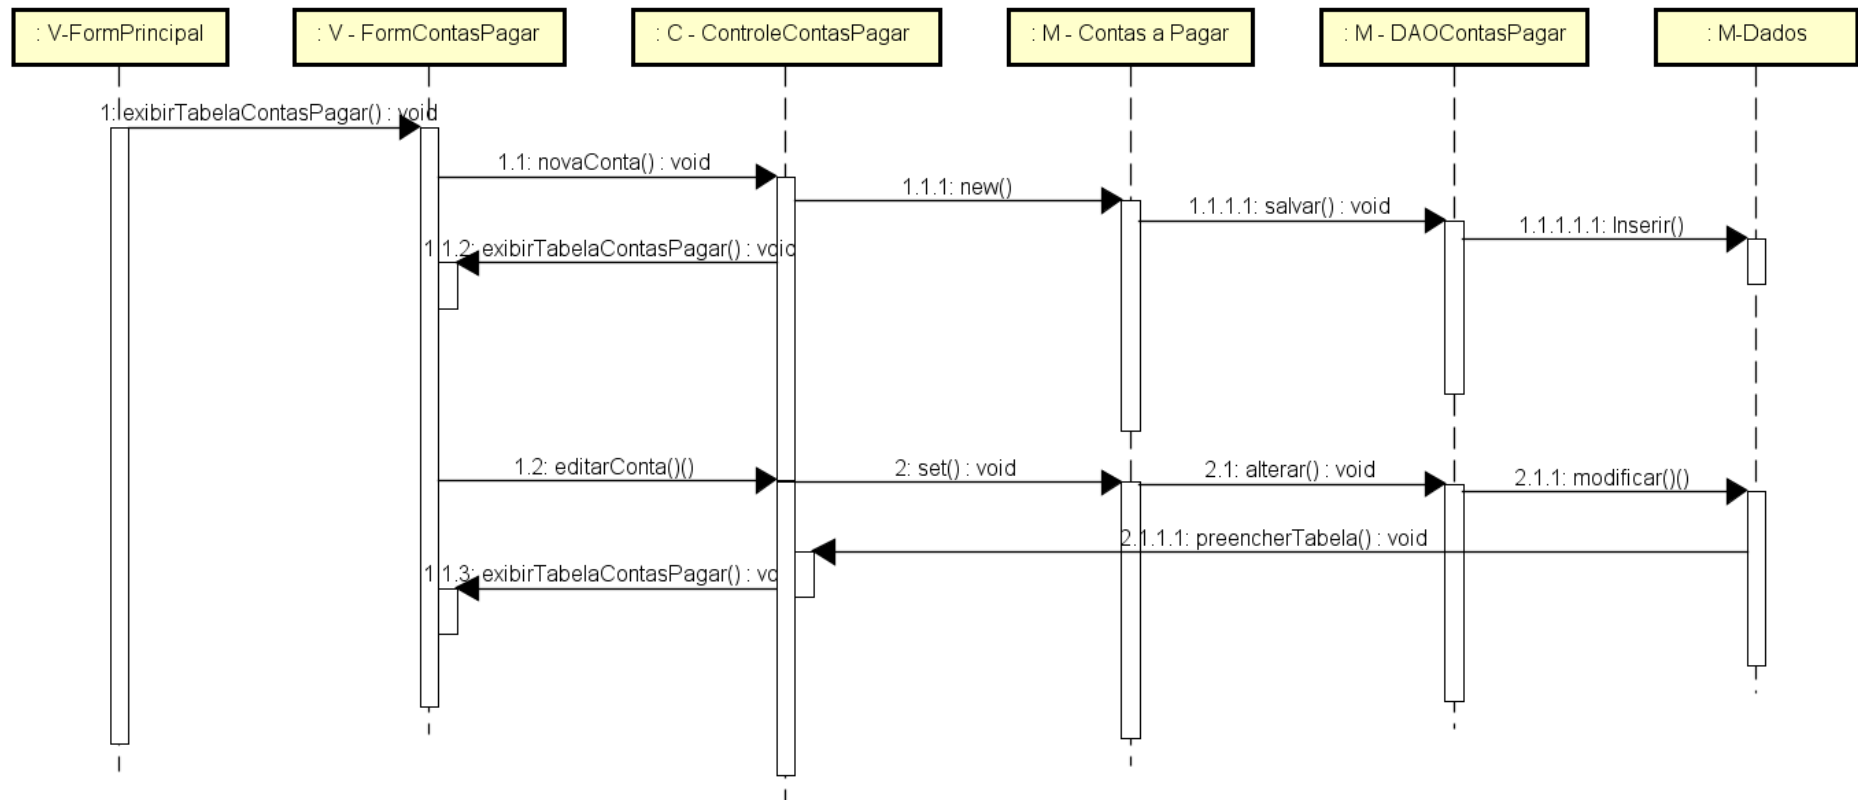 : V-FormPrincipal
: V - FormContasPagar
: C - ControleContasPagar
: M - Contas a Pagar
: M - DAOContasPagar
: M-Dados
1: exibirTabelaContasPagar() : void
1.1: novaConta() : void
1.1.1: new()
1.1.1.1: salvar() : void
1.1.1.1.1: Inserir()
1.1.2: exibirTabelaContasPagar() : void
1.2: editarConta()()
2: set() : void
2.1: alterar() : void
2.1.1: modificar()()
2.1.1.1: preencherTabela() : void
1.1.3: exibirTabelaContasPagar() : vo